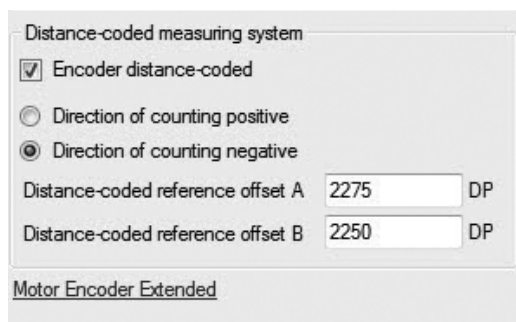 Distance-coded measuring system
Encoder distance-coded
Direction of counting positive
Direction of counting negative
Distance-coded reference offset A 2275 DP
Distance-coded reference offset B 2250 DP
Motor Encoder Extended